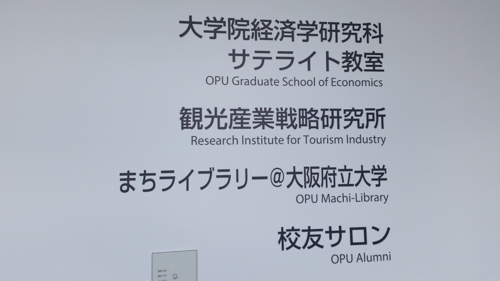 大学院経済学研究科
サテライト教室
OPU Graduate School of Economics
観光産業戦略研究所
Research Institute for Tourism Industry
まちライブラリー@大阪府立大学
OPU Machi-Library
校友サロン
OPU Alumni